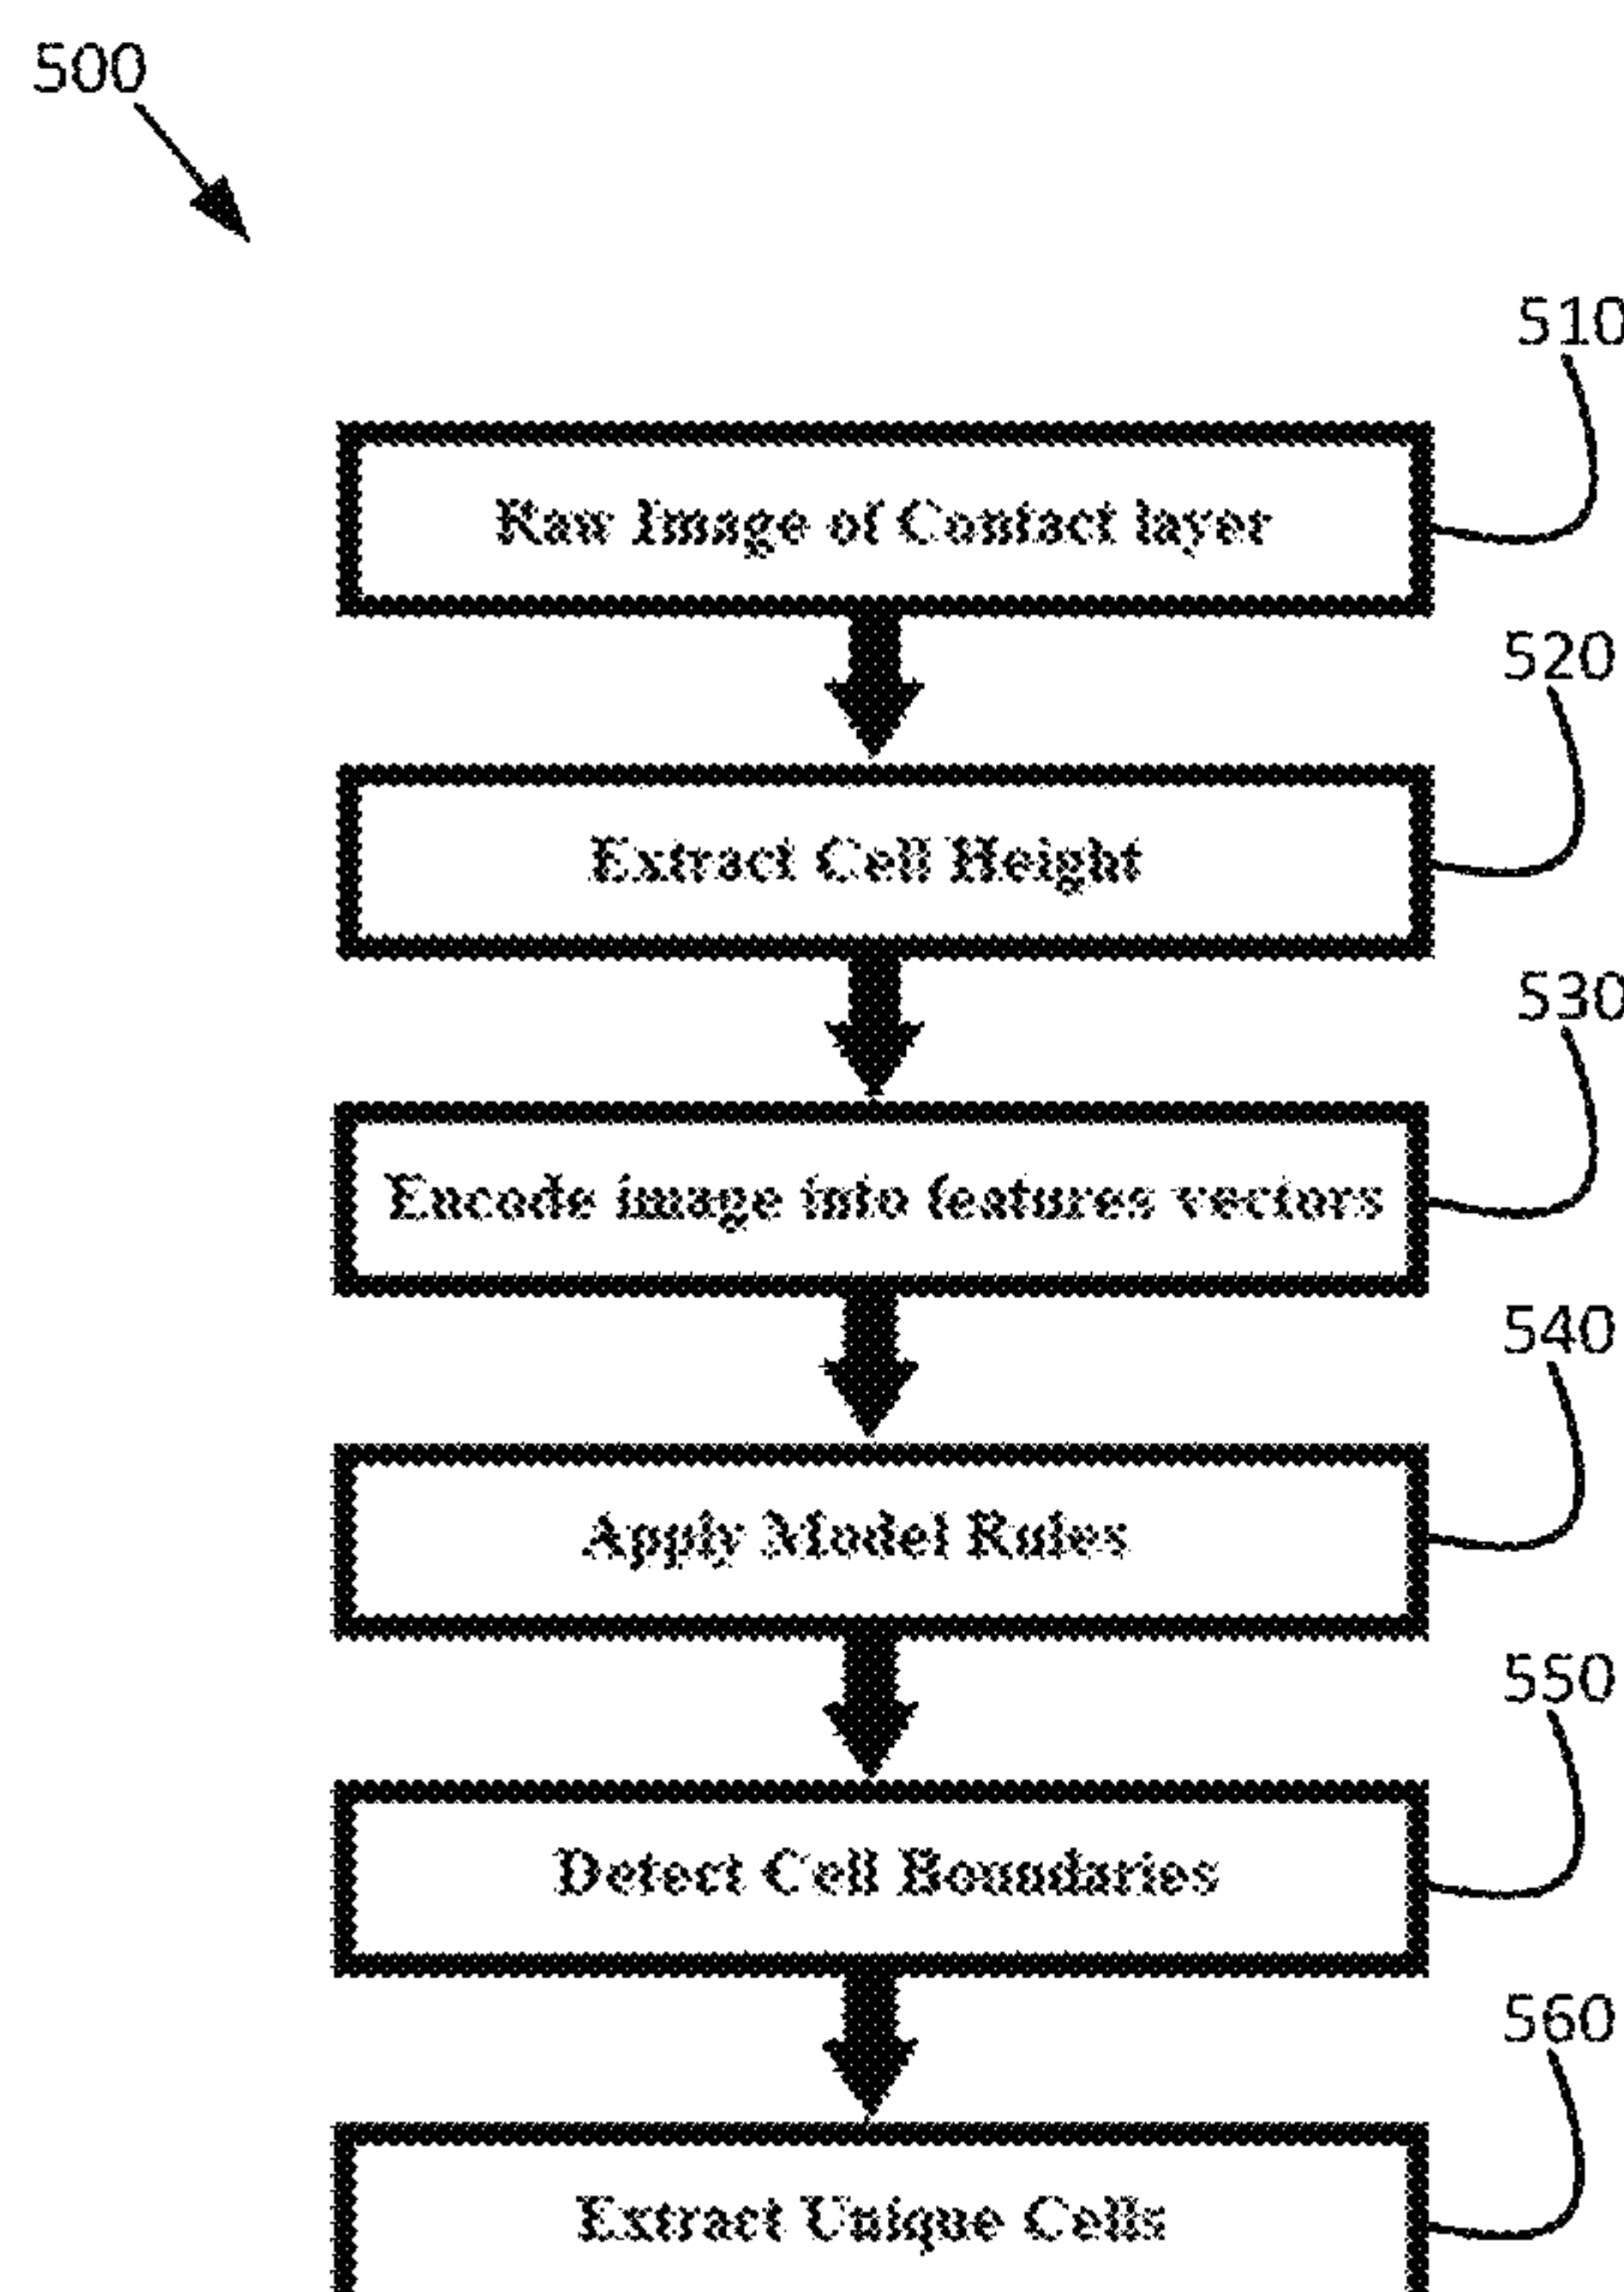 500
510
Raw Image of Contact layer
520
Extract Cell Height
530
Encode image into features vectors
540
Apply Model Rules
550
Detect Cell Boundaries
560
Extract Unique Cells